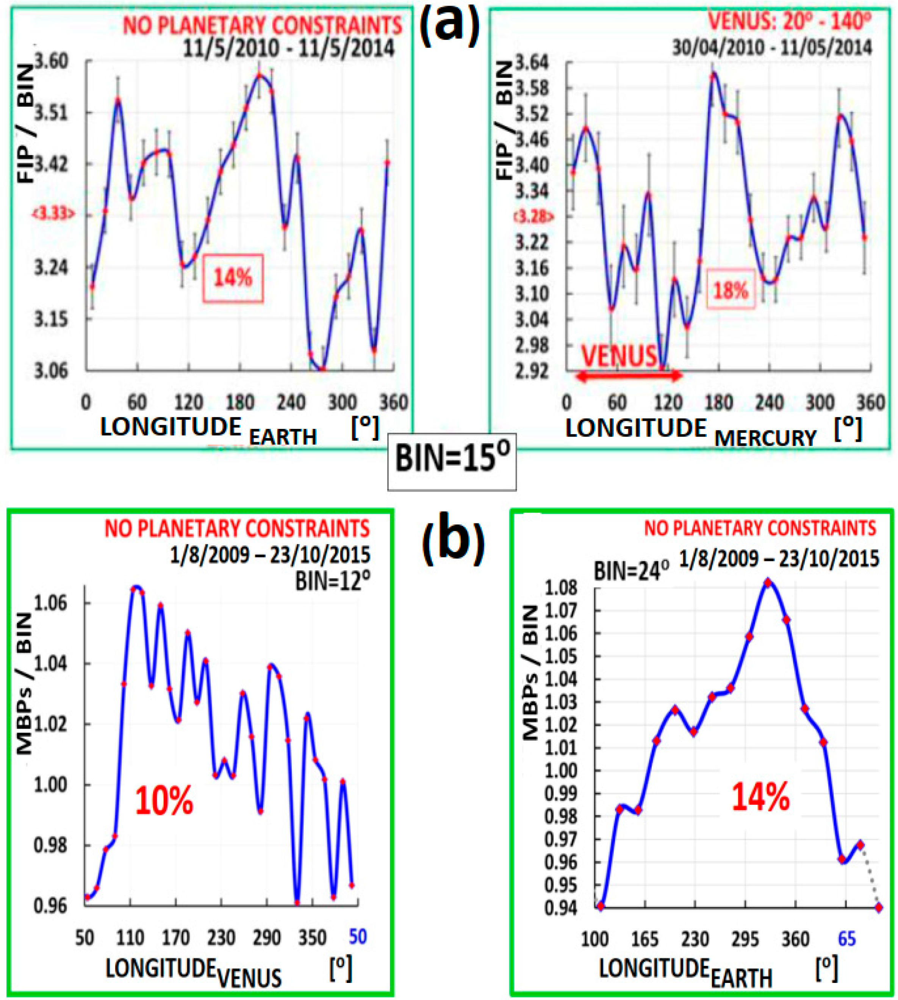 (a)
NO PLANETARY CONSTRAINTS
11/5/2010 - 11/5/2014
FIP / BIN
3.60
3.51
3.42
<3.33>
3.24
3.15
3.06
14%
0 60 120 180 240 300 360
LONGITUDE EARTH [o]
VENUS: 20o - 140o
30/04/2010 - 11/05/2014
FIP / BIN
3.64
3.58
3.52
3.46
3.40
3.34
<3.28>
3.22
3.16
3.10
3.04
2.98
2.92
18%
VENUS
0 60 120 180 240 300 360
LONGITUDE MERCURY [o]
BIN=15O
(b)
NO PLANETARY CONSTRAINTS
1/8/2009 – 23/10/2015
BIN=12o
MBPs / BIN
1.06
1.04
1.02
1.00
0.98
0.96
10%
50 110 170 230 290 350 50
LONGITUDE VENUS [o]
NO PLANETARY CONSTRAINTS
BIN=24o 1/8/2009 – 23/10/2015
MBPs / BIN
1.08
1.07
1.06
1.05
1.04
1.03
1.02
1.01
1.00
0.99
0.98
0.97
0.96
0.95
0.94
14%
100 165 230 295 360 65
LONGITUDE EARTH [o]